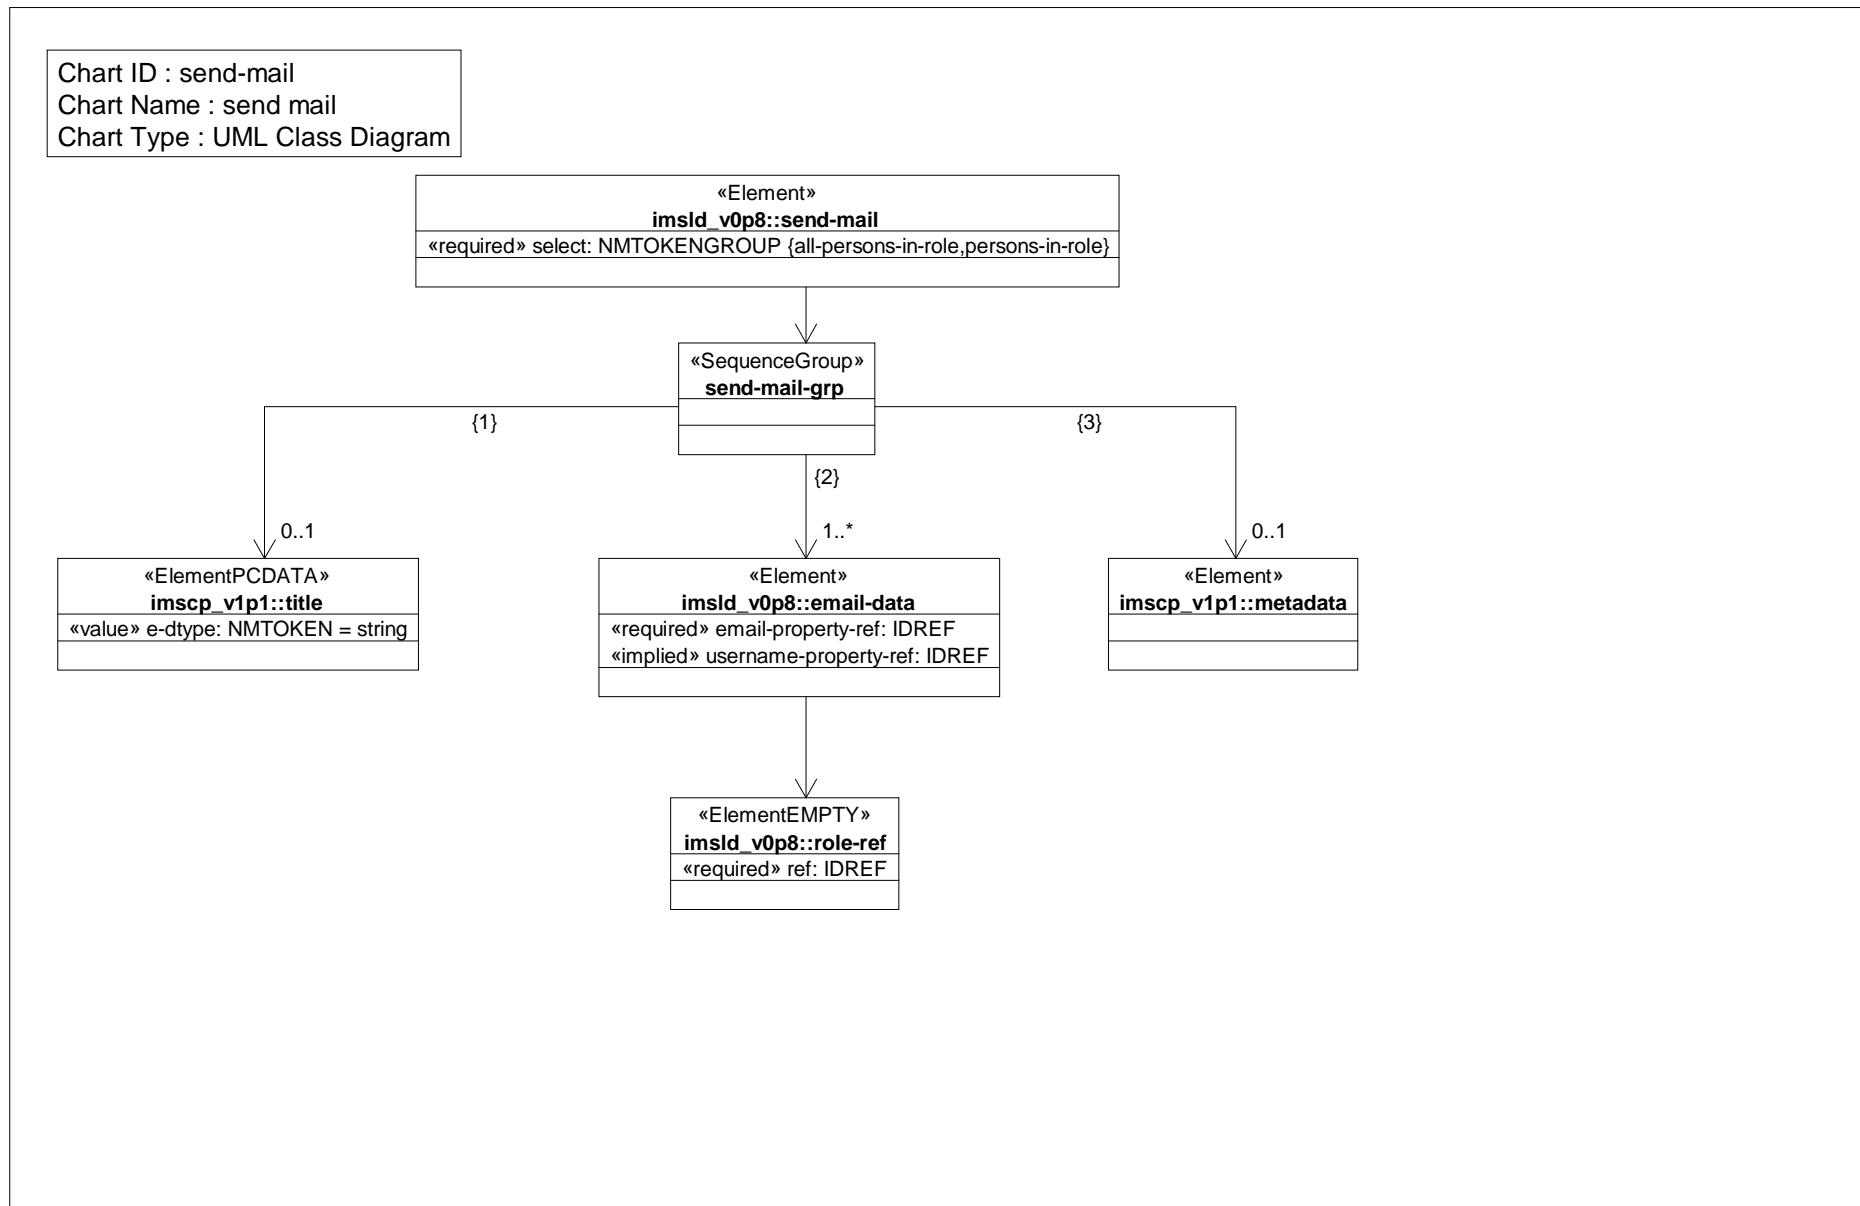 Chart ID : send-mail
Chart Name : send mail
Chart Type : UML Class Diagram
«Element»
imsld_v0p8::send-mail
«required» select: NMTOKENGROUP {all-persons-in-role,persons-in-role}
«SequenceGroup»
send-mail-grp
{1}
{3}
{2}
0..1
1..*
0..1
«ElementPCDATA»
imscp_v1p1::title
«value» e-dtype: NMTOKEN = string
«Element»
imsld_v0p8::email-data
«required» email-property-ref: IDREF
«implied» username-property-ref: IDREF
«Element»
imscp_v1p1::metadata
«ElementEMPTY»
imsld_v0p8::role-ref
«required» ref: IDREF